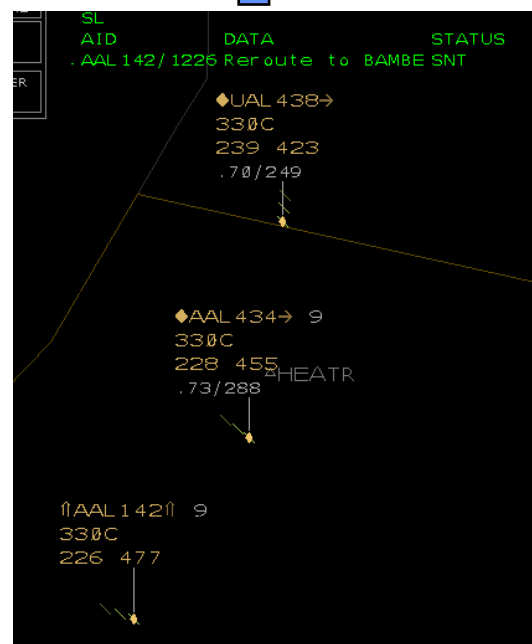 ER
SL
AID DATA STATUS
.AAL142/1226 Reroute to BAMBE SNT
◆UAL438→
330C
239 423
.70/249
◆AAL434→ 9
330C
228 455
HEATR
.73/288
⇑AAL142⇑ 9
330C
226 477